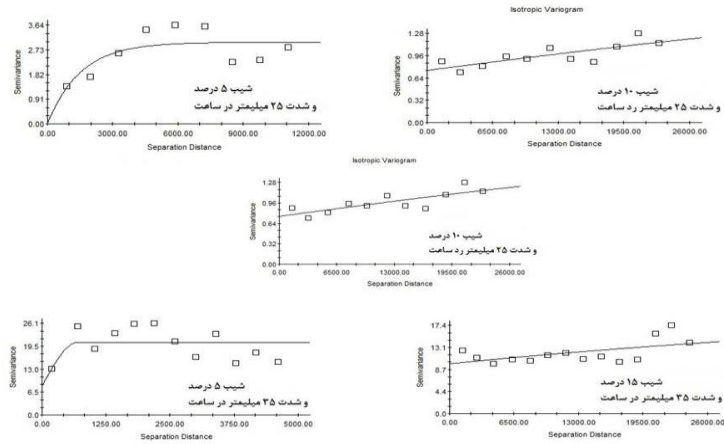 3.64
2.73
1.82
0.91
0.00
Semivariance
0.00 3000.00 6000.00 9000.00 12000.00
Separation Distance
شیب ۵ درصد
و شدت ۲۵ میلیمتر در ساعت
Isotropic Variogram
1.28
0.96
0.64
0.32
0.00
Semivariance
0.00 6500.00 13000.00 19500.00 26000.00
Separation Distance
شیب ۱۰ درصد
و شدت ۲۵ میلیمتر رد ساعت
Isotropic Variogram
1.28
0.96
0.64
0.32
0.00
Semivariance
0.00 6500.00 13000.00 19500.00 26000.00
Separation Distance
شیب ۱۰ درصد
و شدت ۲۵ میلیمتر رد ساعت
26.1
19.5
13.0
6.5
0.0
Semivariance
0.00 1250.00 2500.00 3750.00 5000.00
Separation Distance
شیب ۵ درصد
و شدت ۳۵ میلیمتر در ساعت
17.4
13.1
8.7
4.4
0.0
Semivariance
0.00 6500.00 13000.00 19500.00 26000.00
Separation Distance
شیب ۱۵ درصد
و شدت ۳۵ میلیمتر در ساعت